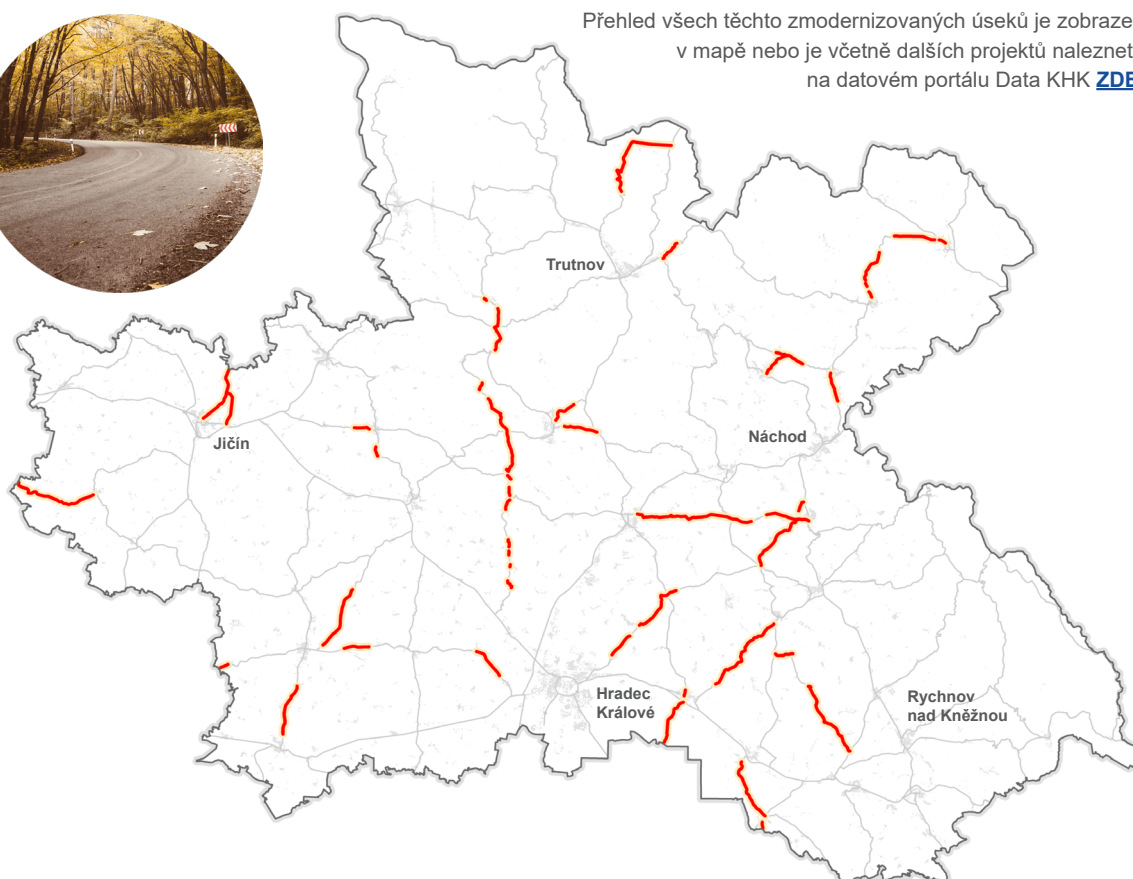 Přehled všech těchto zmodernizovaných úseků je zobraze
v mapě nebo je včetně dalších projektů naleznet
na datovém portálu Data KHK ZDE
Trutnov
Jičín
Náchod
Hradec
Králové
Rychnov
nad Kněžnou